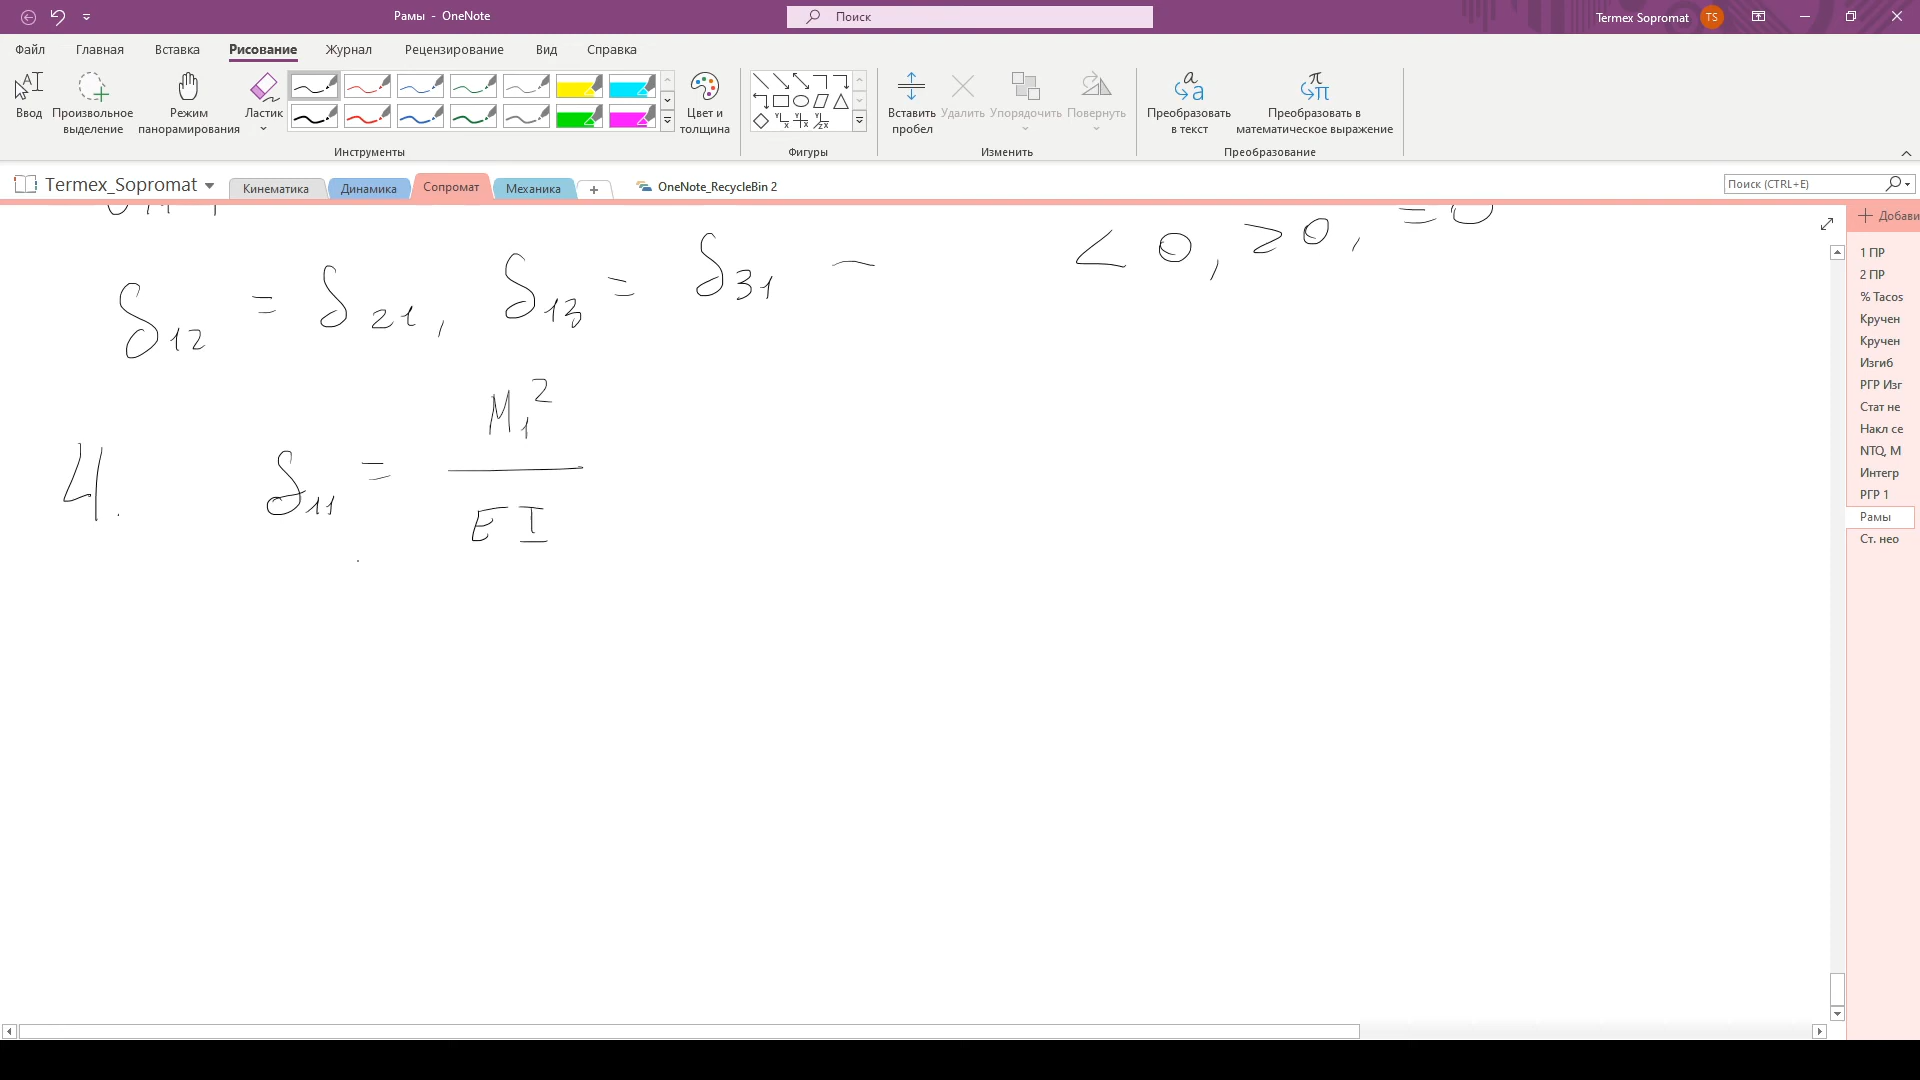 Рамы - OneNote
Поиск
Termex Sopromat
TS
Файл Главная Вставка Рисование Журнал Рецензирование Вид Справка
Ввод
Произвольное выделение
Режим панорамирования
Ластик
Цвет и толщина
Вставить пробел
Удалить
Упорядочить
Повернуть
Преобразовать в текст
Преобразовать в математическое выражение
Инструменты
Фигуры
Изменить
Преобразование
Termex_Sopromat
Кинематика
Динамика
Сопромат
Механика
OneNote_RecycleBin 2
Поиск (CTRL+E)
Добави
1 ПР
2 ПР
% Tacos
Кручен
Кручен
Изгиб
РГР Изг
Стат не
Накл се
NTQ, M
Интегр
РГР 1
Рамы
Ст. нео
< 0, ≥ 0, = 0
δ12 = δ21, δ13 = δ31 –
4. δ11 = M1² / EI